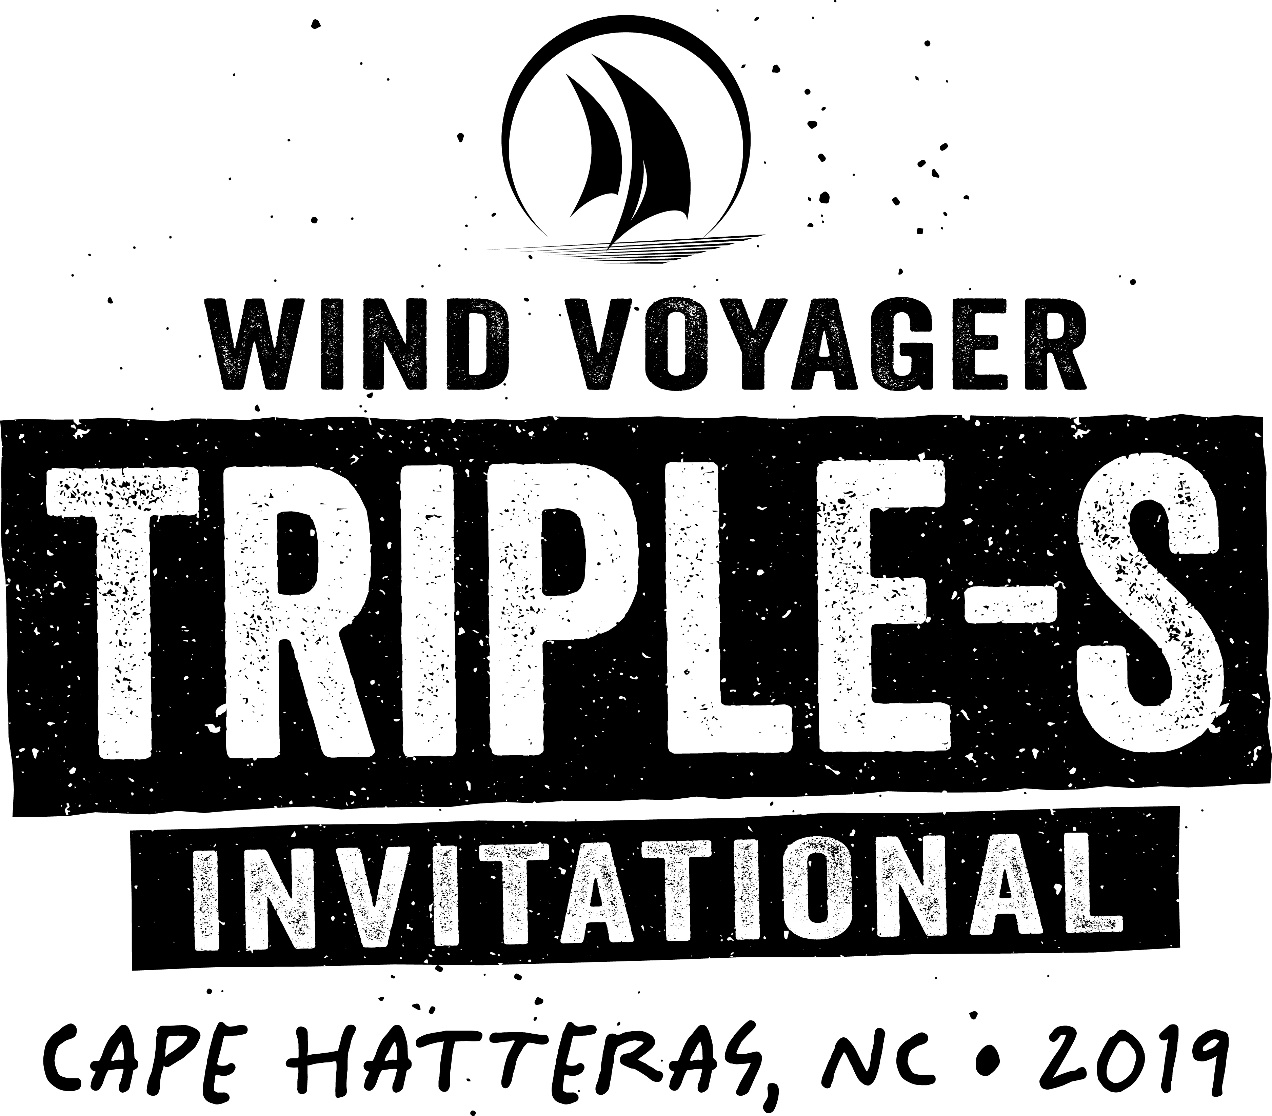 WIND VOYAGER
TRIPLE-S
INVITATIONAL
CAPE HATTERAS, NC • 2019